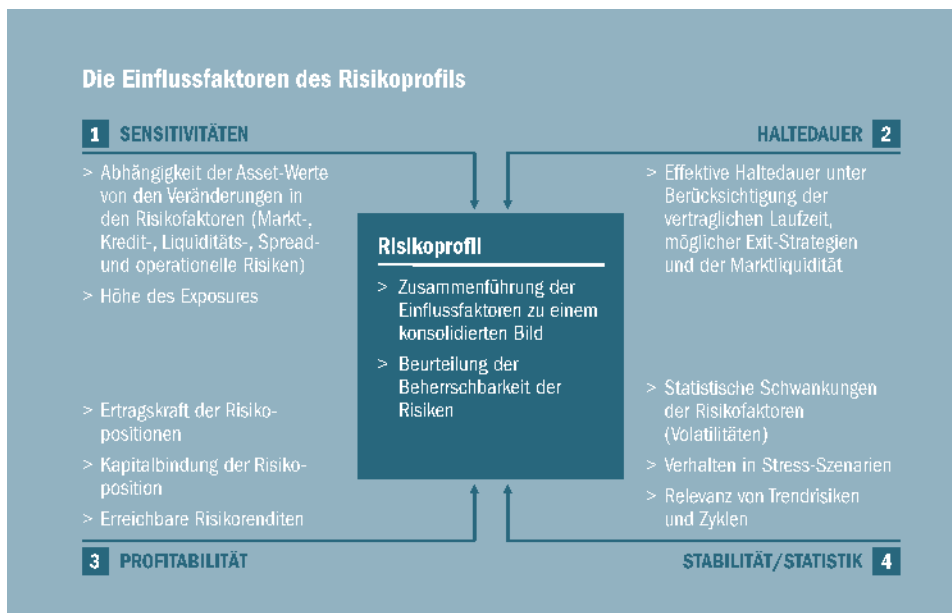 Die Einflussfaktoren des Risikoprofils
1 SENSITIVITÄTEN
> Abhängigkeit der Asset-Werte
von den Veränderungen in
den Risikofaktoren (Markt-,
Kredit-, Liquiditäts-, Spread-
und operationelle Risiken)
> Höhe des Exposures
HALTEDAUER 2
> Effektive Haltedauer unter
Berücksichtigung der
vertraglichen Laufzeit,
möglicher Exit-Strategien
und der Marktliquidität
Risikoprofil
> Zusammenführung der
Einflussfaktoren zu einem
konsolidierten Bild
> Beurteilung der
Beherrschbarkeit der
Risiken
> Ertragskraft der Risiko-
positionen
> Kapitalbindung der Risiko-
position
> Erreichbare Risikorenditen
3 PROFITABILITÄT
> Statistische Schwankungen
der Risikofaktoren
(Volatilitäten)
> Verhalten in Stress-Szenarien
> Relevanz von Trendrisiken
und Zyklen
STABILITÄT/STATISTIK 4